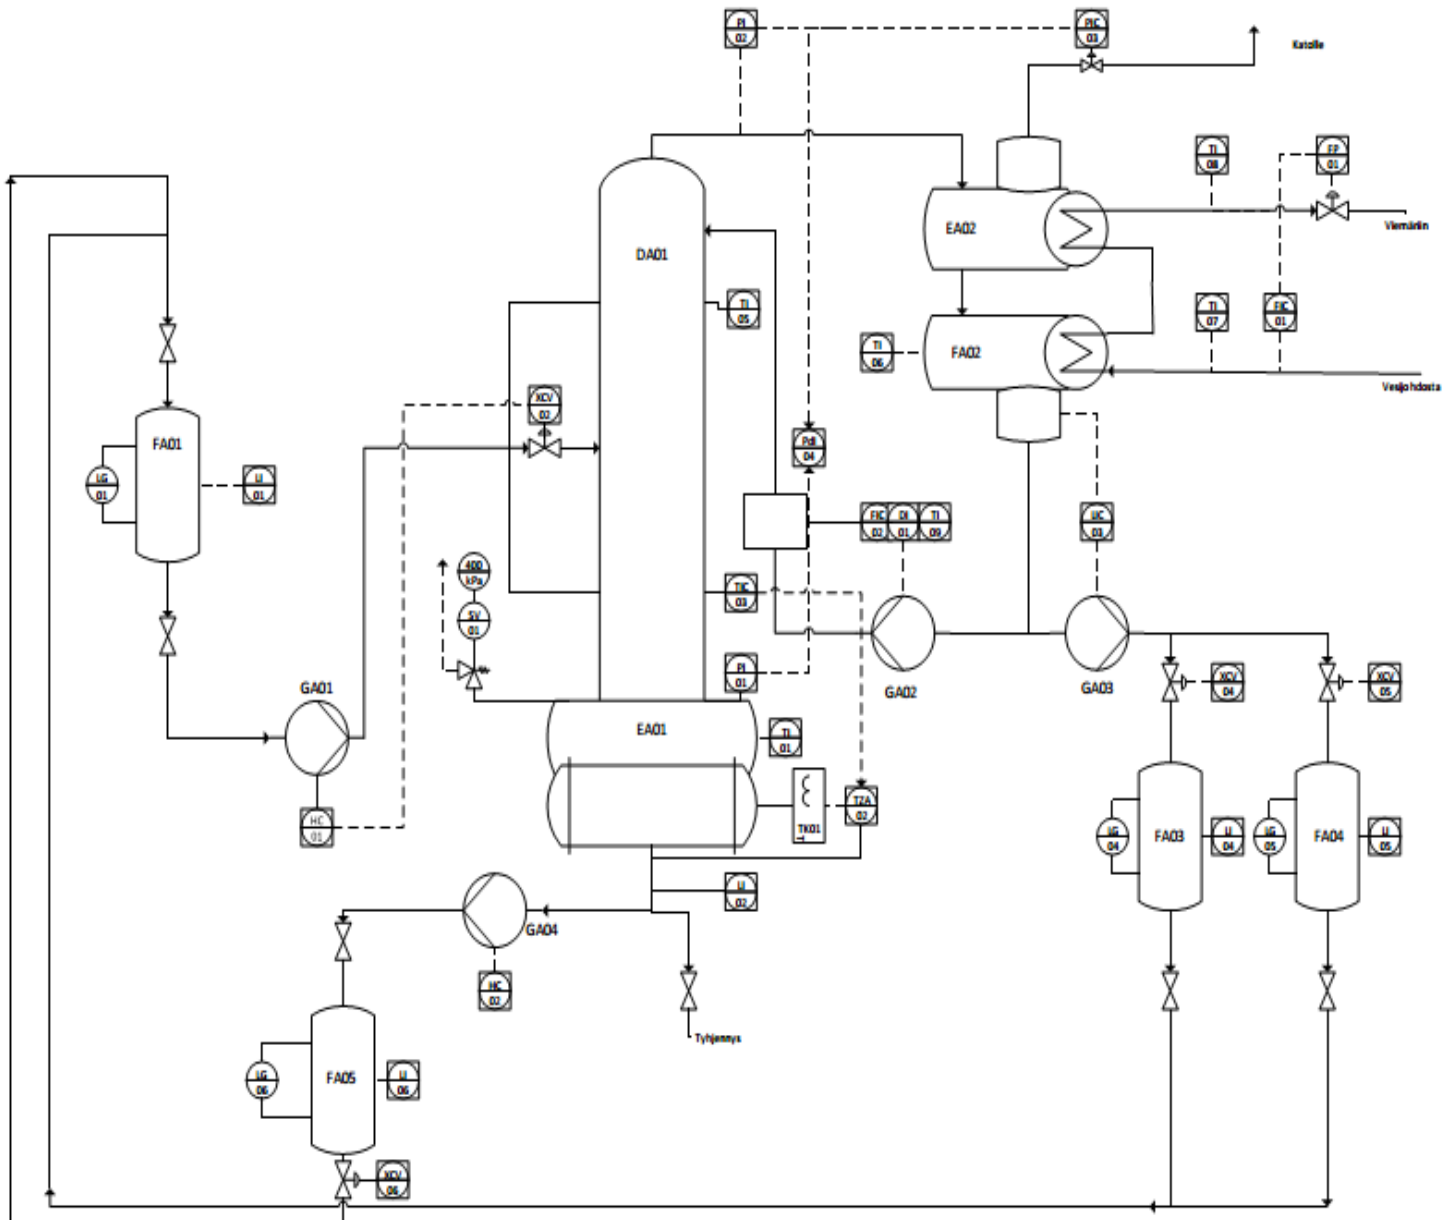 PI
02
PIC
03
Katolle
TI
08
FP
01
Viemäriin
EA02
DA01
TI
05
TI
07
FIC
01
TI
06
FA02
Vesijohdosta
XCV
02
FA01
LG
01
LI
01
PdI
04
FIC
02
DI
01
TI
09
LIC
03
400
kPa
SV
01
TIC
03
PI
01
GA01
GA02
GA03
XCV
04
XCV
05
EA01
TI
01
HC
01
TK01
TZA
02
LG
04
FA03
LI
04
LG
05
FA04
LI
05
LI
02
GA04
HC
02
Tyhjennys
LG
06
FA05
LI
06
XCV
06